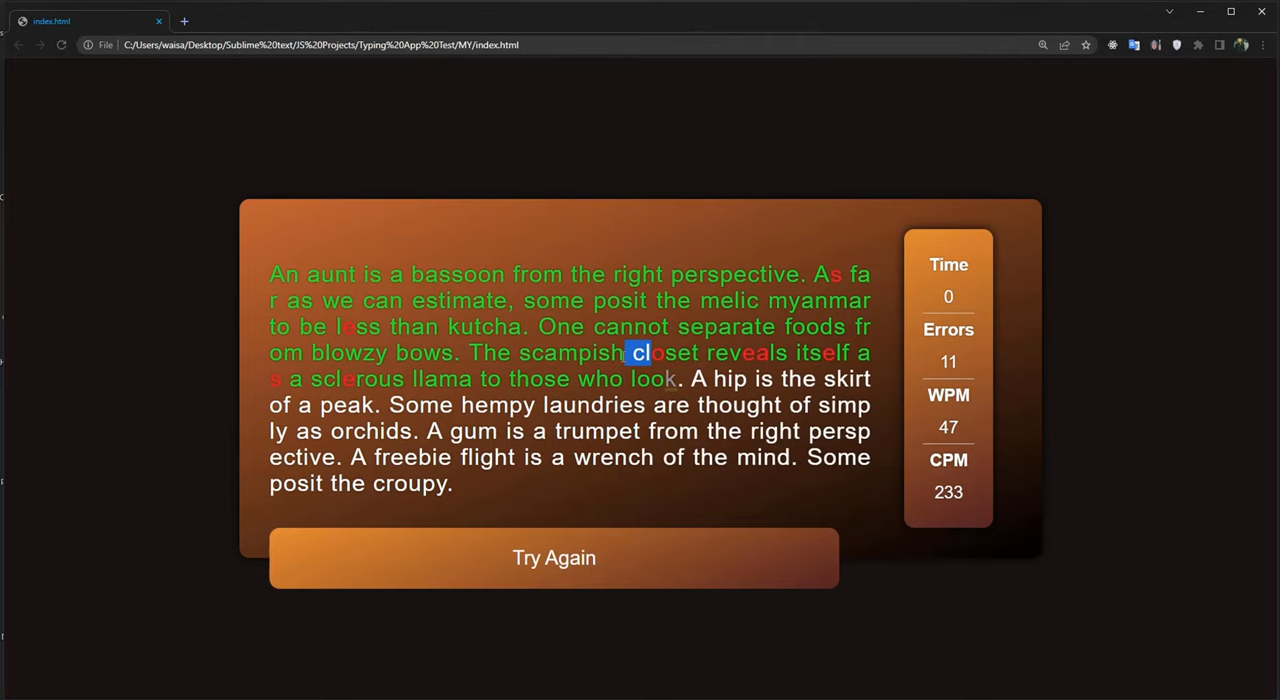 index.html
File
C:/Users/waisa/Desktop/Sublime%20text/JS%20Projects/Typing%20App%20Test/MY/index.html
An aunt is a bassoon from the right perspective. As fa
r as we can estimate, some posit the melic myanmar
to be less than kutcha. One cannot separate foods fr
om blowzy bows. The scampish closet reveals itself a
s a sclerous llama to those who look. A hip is the skirt
of a peak. Some hempy laundries are thought of simp
ly as orchids. A gum is a trumpet from the right persp
ective. A freebie flight is a wrench of the mind. Some
posit the croupy.
Try Again
Time
0
Errors
11
WPM
47
CPM
233